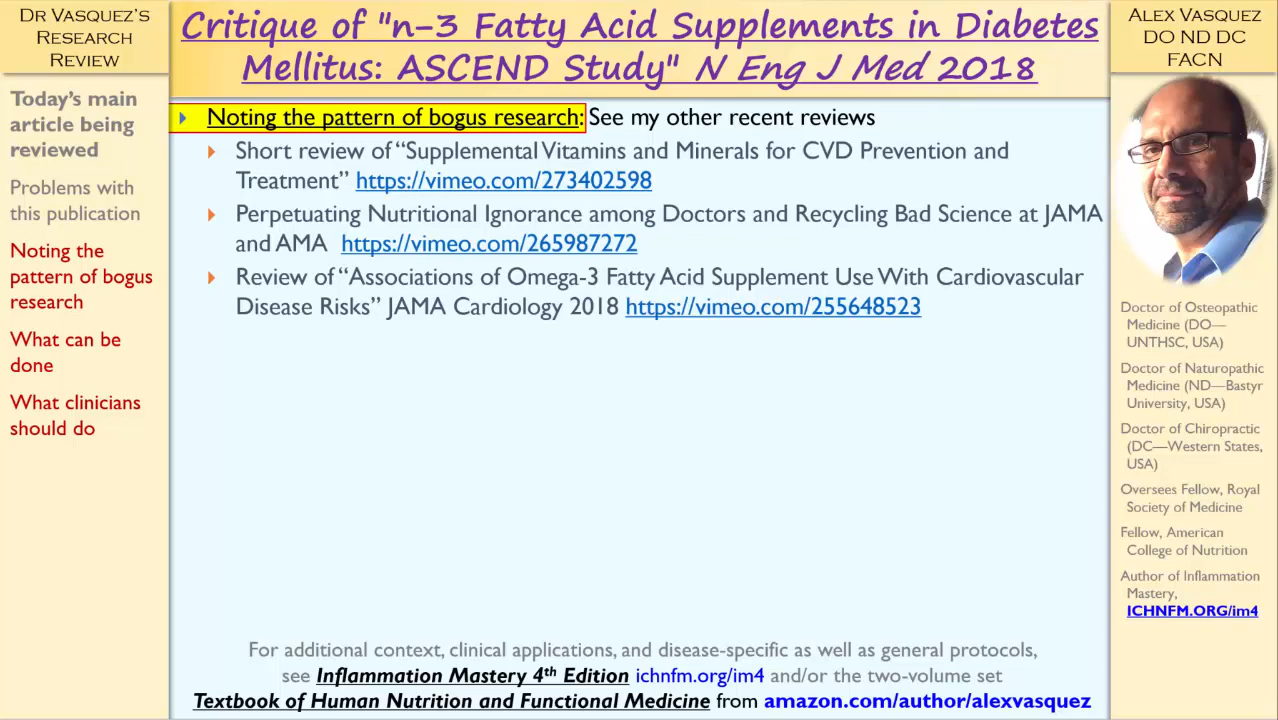 DR VASQUEZ'S
RESEARCH
REVIEW
Today's main
article being
reviewed
Problems with
this publication
Noting the
pattern of bogus
research
What can be
done
What clinicians
should do
Critique of "n-3 Fatty Acid Supplements in Diabetes
Mellitus: ASCEND Study" N Eng J Med 2018
Noting the pattern of bogus research: See my other recent reviews
Short review of “Supplemental Vitamins and Minerals for CVD Prevention and
Treatment” https://vimeo.com/273402598
Perpetuating Nutritional Ignorance among Doctors and Recycling Bad Science at JAMA
and AMA https://vimeo.com/265987272
Review of “Associations of Omega-3 Fatty Acid Supplement Use With Cardiovascular
Disease Risks” JAMA Cardiology 2018 https://vimeo.com/255648523
For additional context, clinical applications, and disease-specific as well as general protocols,
see Inflammation Mastery 4th Edition ichnfm.org/im4 and/or the two-volume set
Textbook of Human Nutrition and Functional Medicine from amazon.com/author/alexvasquez
ALEX VASQUEZ
DO ND DC
FACN
Doctor of Osteopathic
Medicine (DO—
UNTHSC, USA)
Doctor of Naturopathic
Medicine (ND—Bastyr
University, USA)
Doctor of Chiropractic
(DC—Western States,
USA)
Oversees Fellow, Royal
Society of Medicine
Fellow, American
College of Nutrition
Author of Inflammation
Mastery,
ICHNFM.ORG/im4